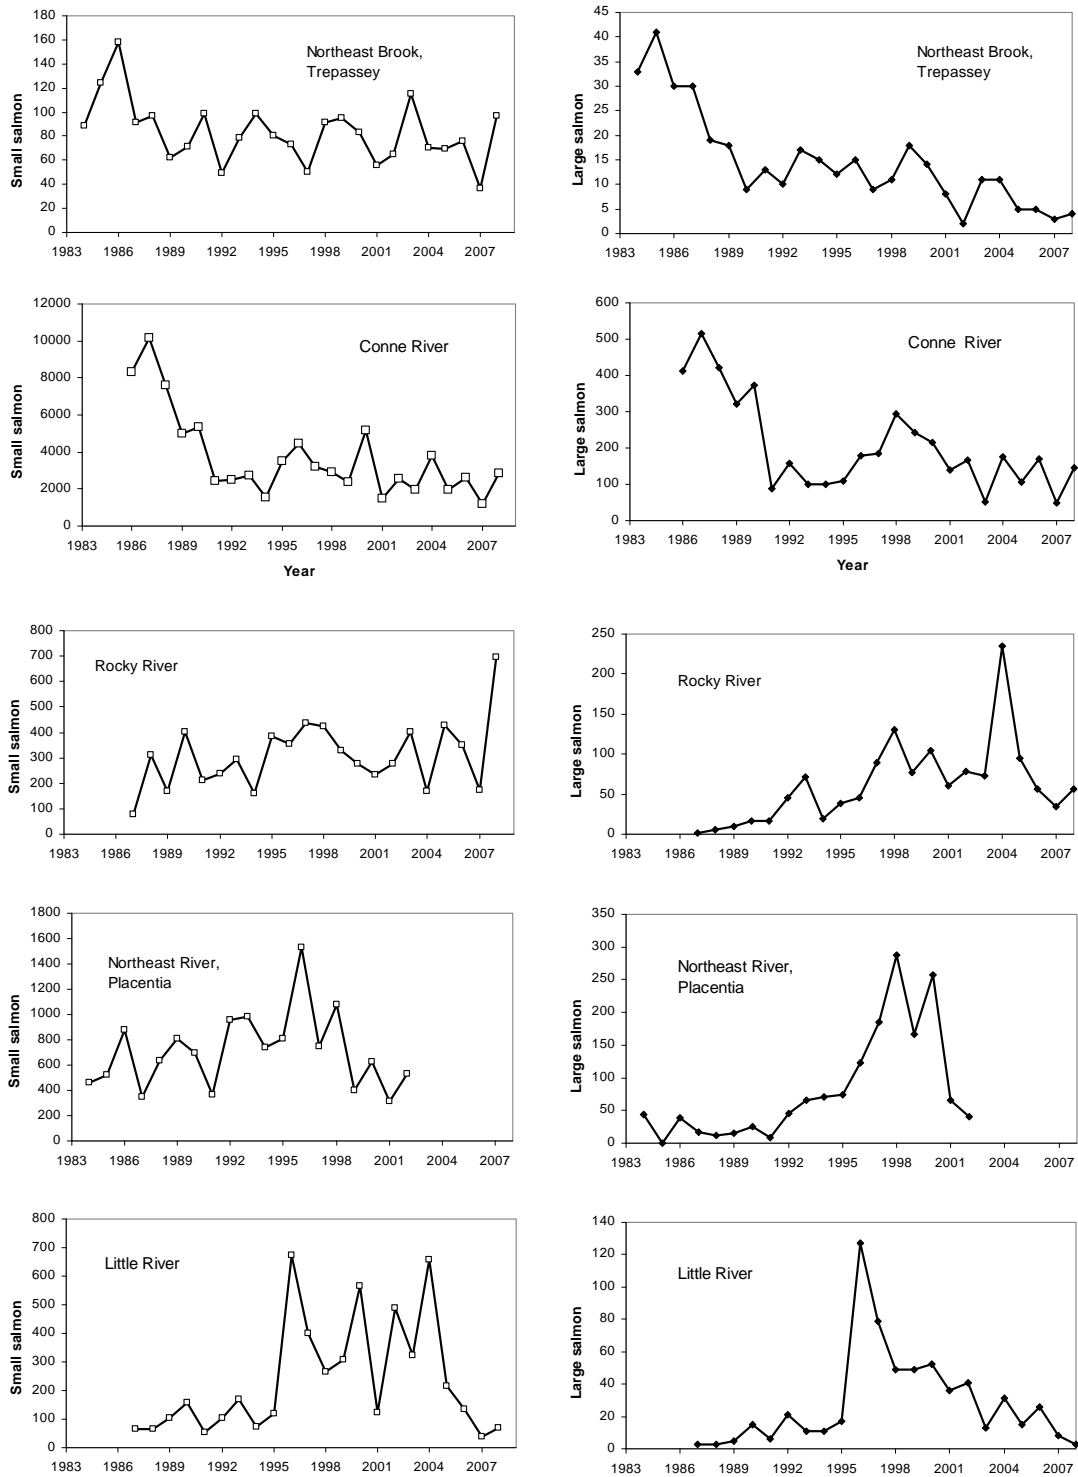 180
160
140
120
100
80
60
40
20
0
Small salmon
Northeast Brook,
Trepassey
1983 1986 1989 1992 1995 1998 2001 2004 2007
45
40
35
30
25
20
15
10
5
0
Large salmon
Northeast Brook,
Trepassey
1983 1986 1989 1992 1995 1998 2001 2004 2007
12000
10000
8000
6000
4000
2000
0
Small salmon
Conne River
1983 1986 1989 1992 1995 1998 2001 2004 2007
Year
600
500
400
300
200
100
0
Large salmon
Conne River
1983 1986 1989 1992 1995 1998 2001 2004 2007
Year
800
700
600
500
400
300
200
100
0
Small salmon
Rocky River
1983 1986 1989 1992 1995 1998 2001 2004 2007
250
200
150
100
50
0
Large salmon
Rocky River
1983 1986 1989 1992 1995 1998 2001 2004 2007
1800
1600
1400
1200
1000
800
600
400
200
0
Small salmon
Northeast River,
Placentia
1983 1986 1989 1992 1995 1998 2001 2004 2007
350
300
250
200
150
100
50
0
Large salmon
Northeast River,
Placentia
1983 1986 1989 1992 1995 1998 2001 2004 2007
800
700
600
500
400
300
200
100
0
Small salmon
Little River
1983 1986 1989 1992 1995 1998 2001 2004 2007
140
120
100
80
60
40
20
0
Large salmon
Little River
1983 1986 1989 1992 1995 1998 2001 2004 2007